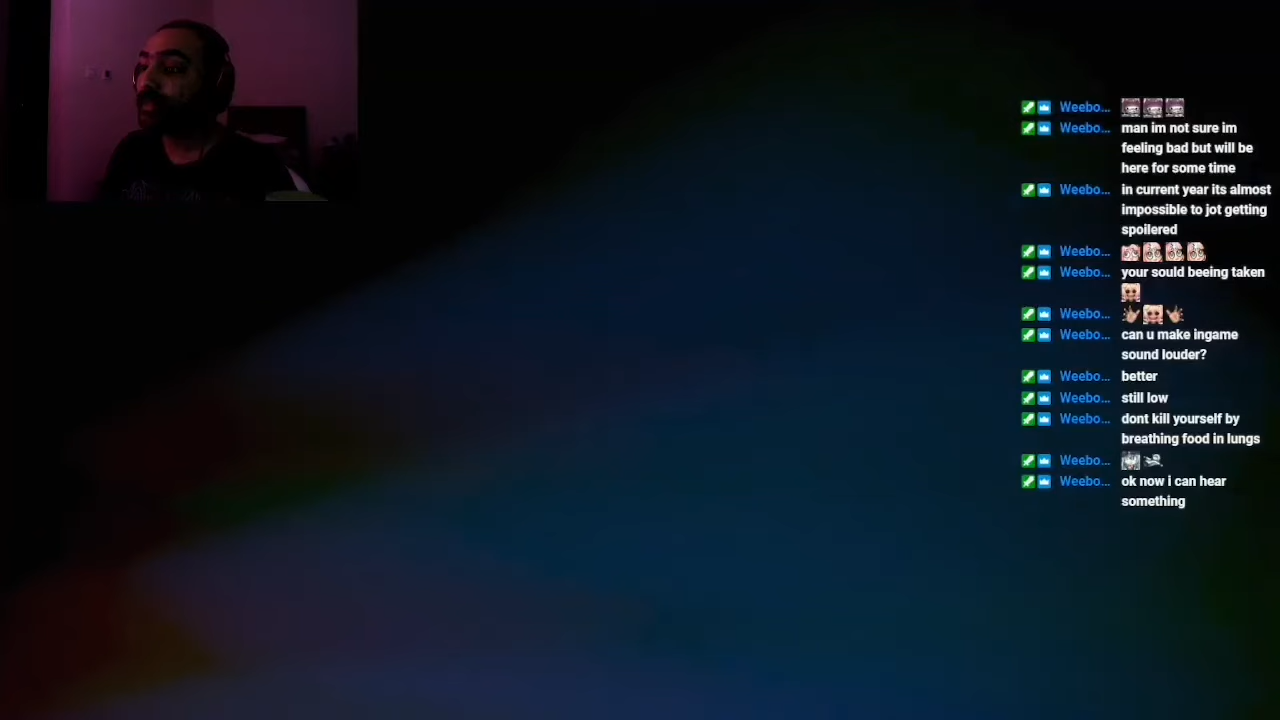 Weebo...
Weebo... man im not sure im
feeling bad but will be
here for some time
Weebo... in current year its almost
impossible to jot getting
spoilered
Weebo...
Weebo... your sould beeing taken
Weebo...
Weebo... can u make ingame
sound louder?
Weebo... better
Weebo... still low
Weebo... dont kill yourself by
breathing food in lungs
Weebo...
Weebo... ok now i can hear
something